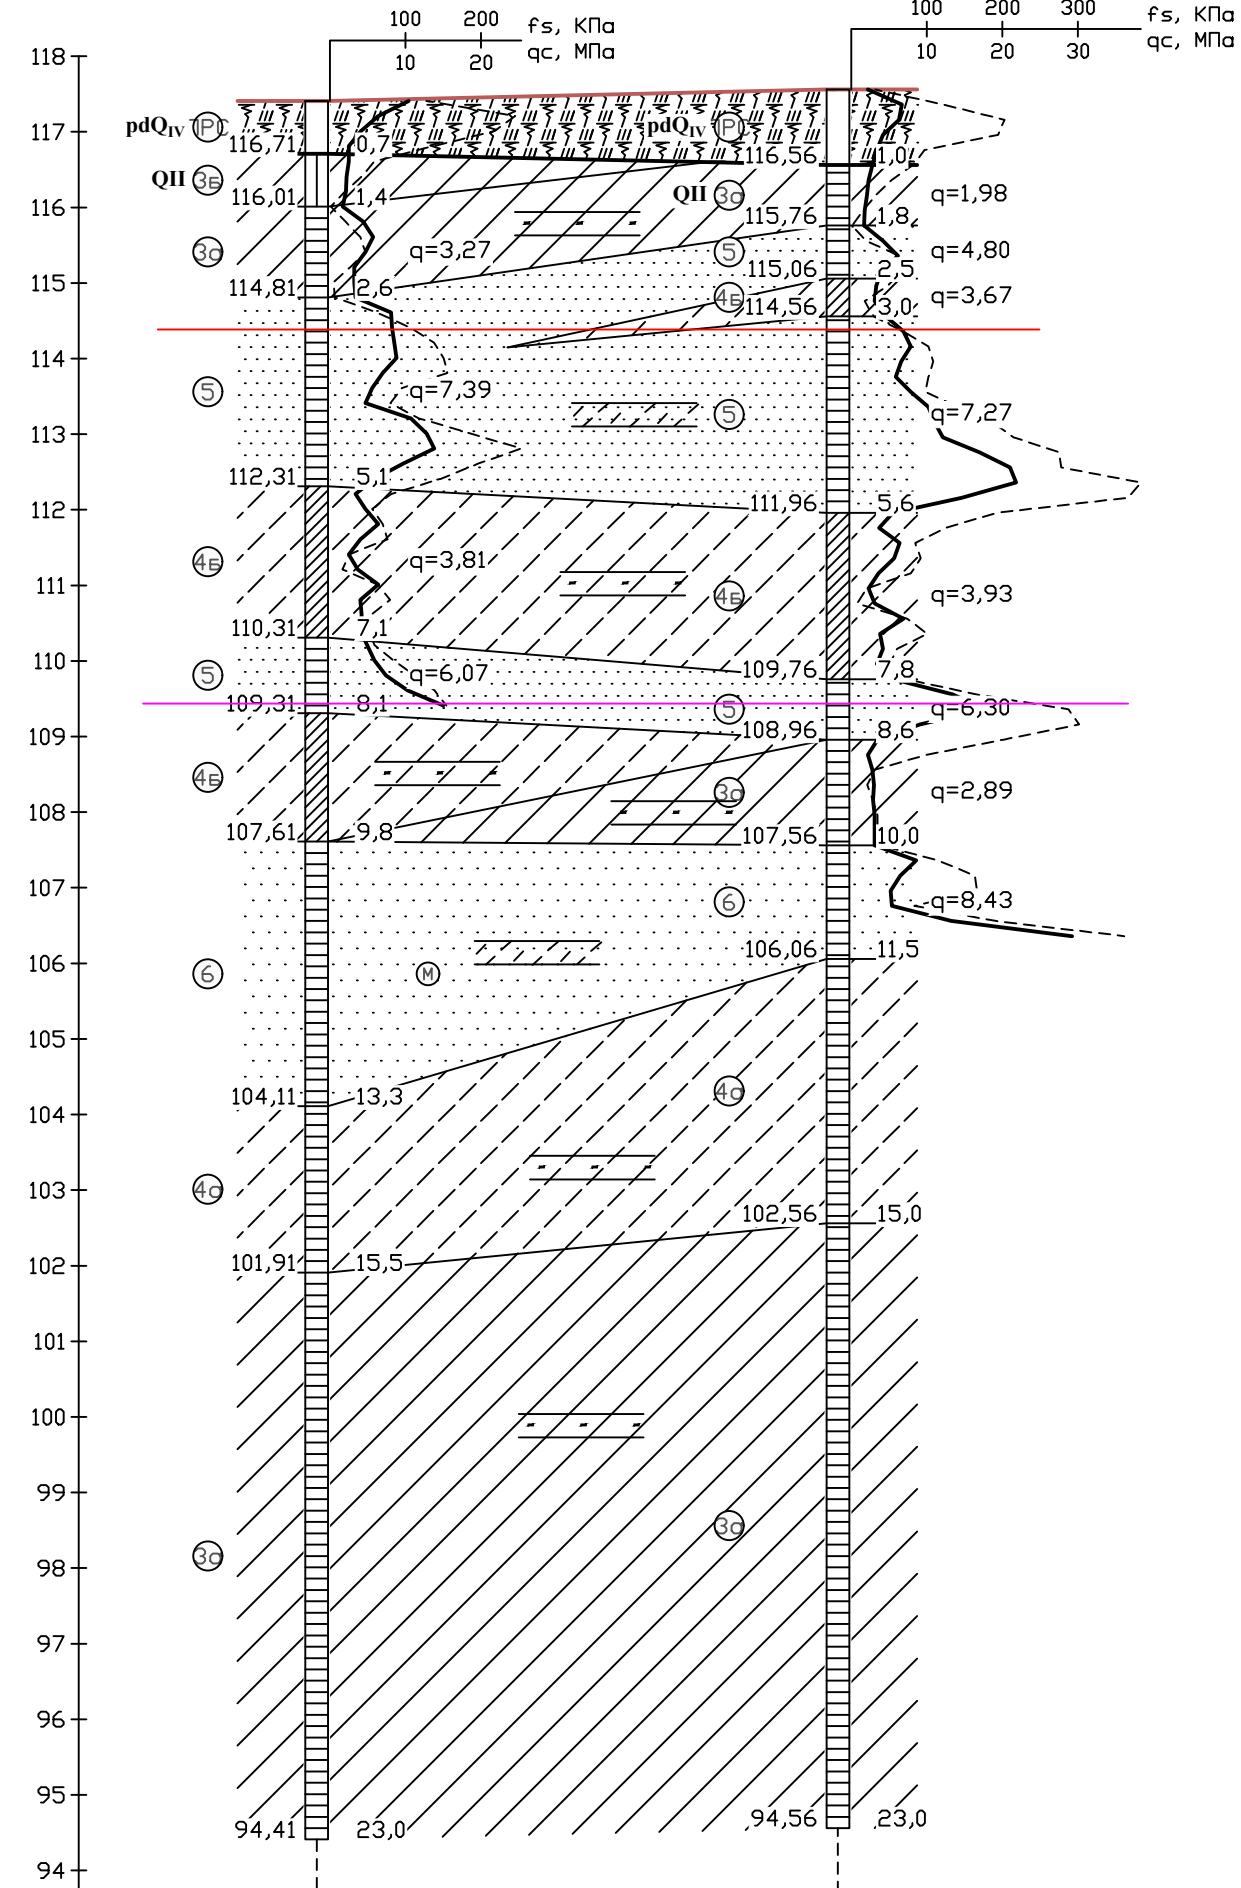 100 200 fs, КПа
10 20 qc, МПа
100 200 300 fs, КПа
10 20 30 qc, МПа
118
117
116
115
114
113
112
111
110
109
108
107
106
105
104
103
102
101
100
99
98
97
96
95
94
pdQIV ПРС
116,71 0,7
QII 3Б
116,01 1,4
3а q=3,27
114,81 2,6
5 q=7,39
112,31 5,1
4Б q=3,81
110,31 7,1
5 q=6,07
109,31 8,1
4Б
107,61 9,8
6 М
104,11 13,3
4а
101,91 15,5
3а
94,41 23,0
pdQIV ПРС
116,56 1,0
QII 3а q=1,98
115,76 1,8
5 q=4,80
115,06 2,5
4Б q=3,67
114,56 3,0
5 q=7,27
111,96 5,6
4Б q=3,93
109,76 7,8
5 q=6,30
108,96 8,6
3а q=2,89
107,56 10,0
6 q=8,43
106,06 11,5
4а
102,56 15,0
3а
94,56 23,0